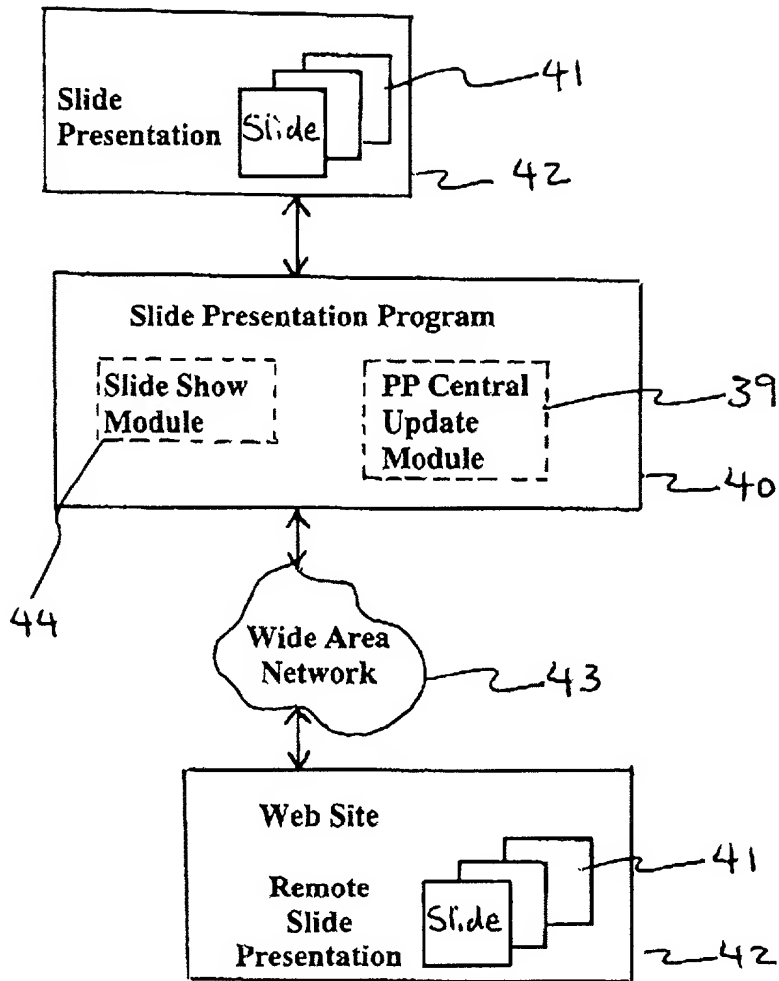 41
Slide
Presentation
Slide
42
Slide Presentation Program
Slide Show
Module
PP Central
Update
Module
39
40
44
Wide Area
Network
43
Web Site
41
Remote
Slide
Presentation
Slide
42